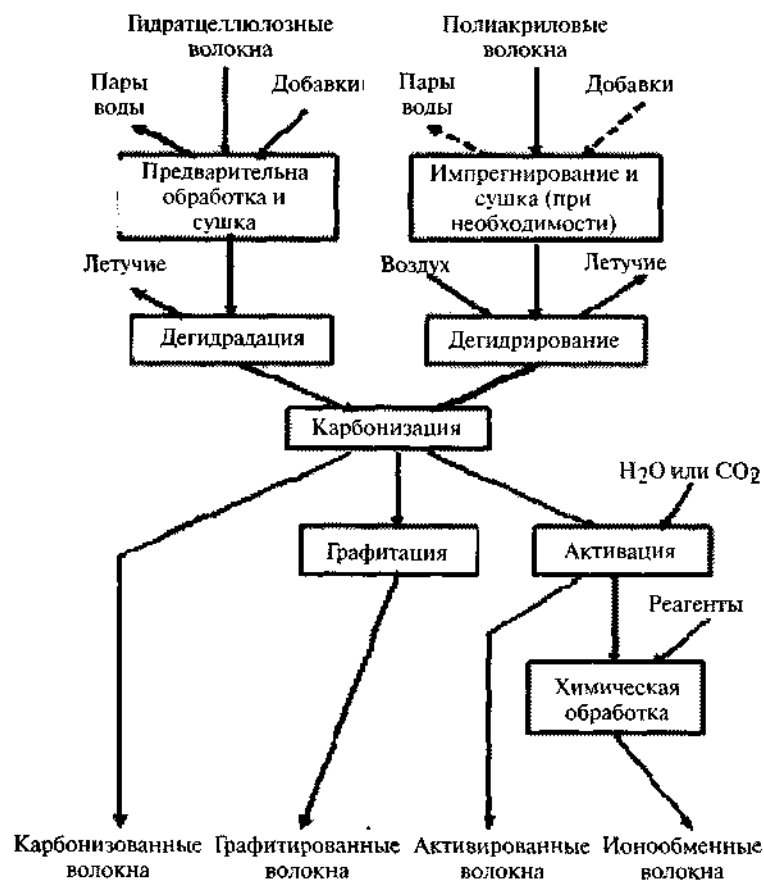 Гидратцеллюлозные
волокна
Полиакриловые
волокна
Пары
воды
Добавки
Пары
воды
Добавки
Предварительна
обработка и
сушка
Импрегнирование и
сушка (при
необходимости)
Летучие
Воздух
Летучие
Дегидрадация
Дегидрирование
Карбонизация
H2O или CO2
Графитация
Активация
Реагенты
Химическая
обработка
Карбонизованные
волокна
Графитированные
волокна
Активированные
волокна
Ионообменные
волокна